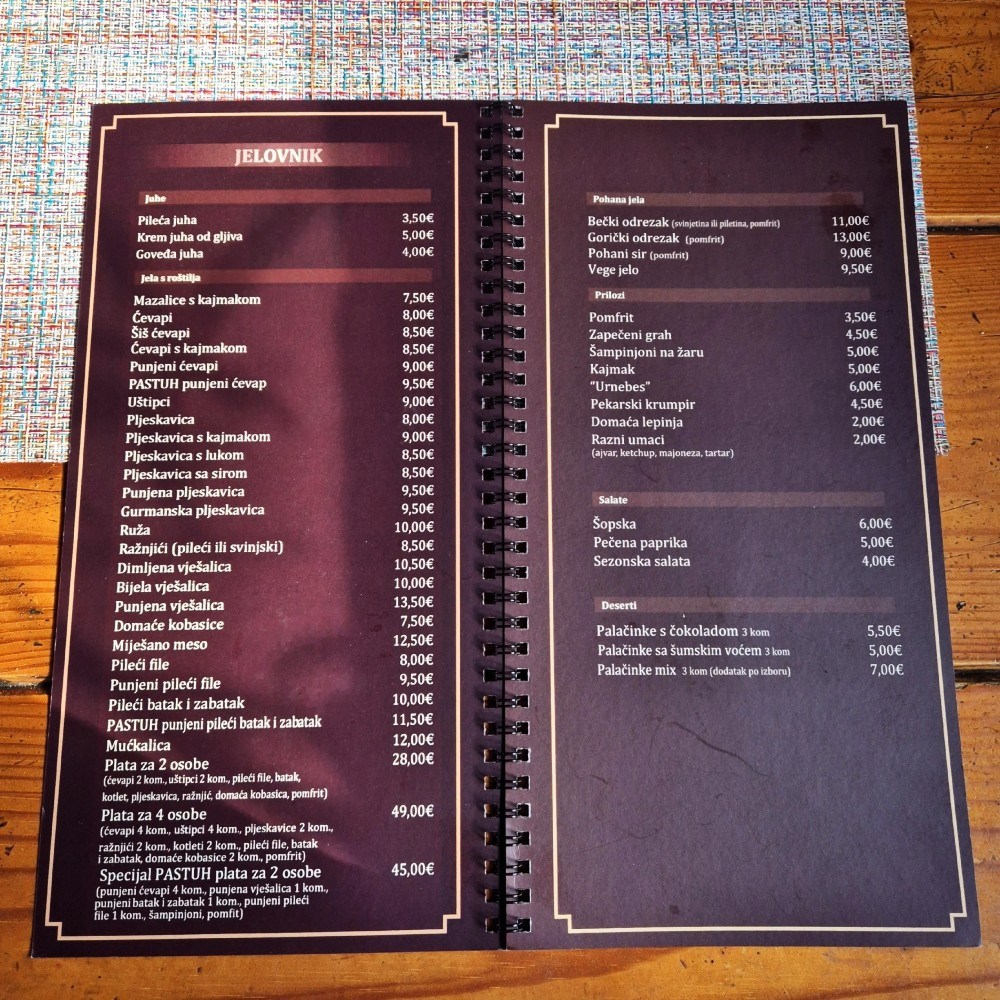 JELOVNIK
Juhe
Pileća juha 3,50€
Krem juha od gljiva 5,00€
Goveđa juha 4,00€
Jela s roštilja
Mazalice s kajmakom 7,50€
Ćevapi 8,00€
Šiš ćevapi 8,50€
Ćevapi s kajmakom 8,50€
Punjeni ćevapi 9,00€
PASTUH punjeni ćevap 9,50€
Uštipci 9,00€
Pljeskavica 8,00€
Pljeskavica s kajmakom 9,00€
Pljeskavica s lukom 8,50€
Pljeskavica sa sirom 8,50€
Punjena pljeskavica 9,50€
Gurmanska pljeskavica 9,50€
Ruža 10,00€
Ražnjići (pileći ili svinjski) 8,50€
Dimljena vješalica 10,50€
Bijela vješalica 10,00€
Punjena vješalica 13,50€
Domaće kobasice 7,50€
Miješano meso 12,50€
Pileći file 8,00€
Punjeni pileći file 9,50€
Pileći batak i zabatak 10,00€
PASTUH punjeni pileći batak i zabatak 11,50€
Mućkalica 12,00€
Plata za 2 osobe 28,00€
(ćevapi 2 kom., uštipci 2 kom., pileći file, batak,
kotlet, pljeskavica, ražnjić, domaća kobasica, pomfrit)
Plata za 4 osobe 49,00€
(ćevapi 4 kom., uštipci 4 kom., pljeskavice 2 kom.,
ražnjići 2 kom., kotleti 2 kom., pileći file, batak
i zabatak, domaće kobasice 2 kom., pomfrit)
Specijal PASTUH plata za 2 osobe 45,00€
(punjeni ćevapi 4 kom., punjena vješalica 1 kom.,
punjeni batak i zabatak 1 kom., punjeni pileći
file 1 kom., šampinjoni, pomfit)
Pohana jela
Bečki odrezak (svinjetina ili piletina, pomfrit) 11,00€
Gorički odrezak (pomfrit) 13,00€
Pohani sir (pomfrit) 9,00€
Vege jelo 9,50€
Prilozi
Pomfrit 3,50€
Zapečeni grah 4,50€
Šampinjoni na žaru 5,00€
Kajmak 5,00€
“Urnebes” 6,00€
Pekarski krumpir 4,50€
Domaća lepinja 2,00€
Razni umaci 2,00€
(ajvar, ketchup, majoneza, tartar)
Salate
Šopska 6,00€
Pečena paprika 5,00€
Sezonska salata 4,00€
Deserti
Palačinke s čokoladom 3 kom 5,50€
Palačinke sa šumskim voćem 3 kom 5,00€
Palačinke mix 3 kom (dodatak po izboru) 7,00€